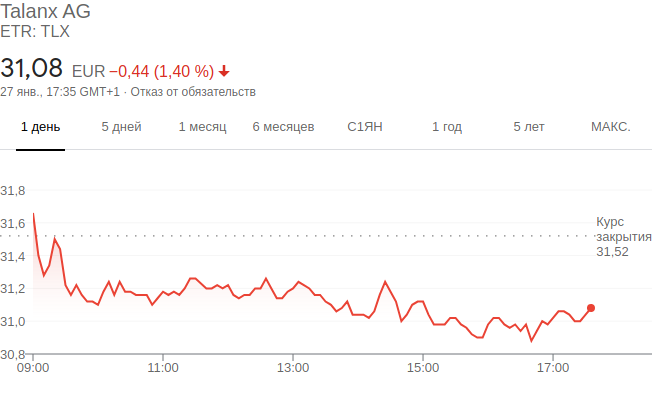 Talanx AG
ETR: TLX
31,08 EUR −0,44 (1,40 %)
27 янв., 17:35 GMT+1 · Отказ от обязательств
1 день 5 дней 1 месяц 6 месяцев С1ЯН 1 год 5 лет МАКС.
31,8
31,6
31,4
31,2
31,0
30,8
Курс
закрытия
31,52
09:00 11:00 13:00 15:00 17:00